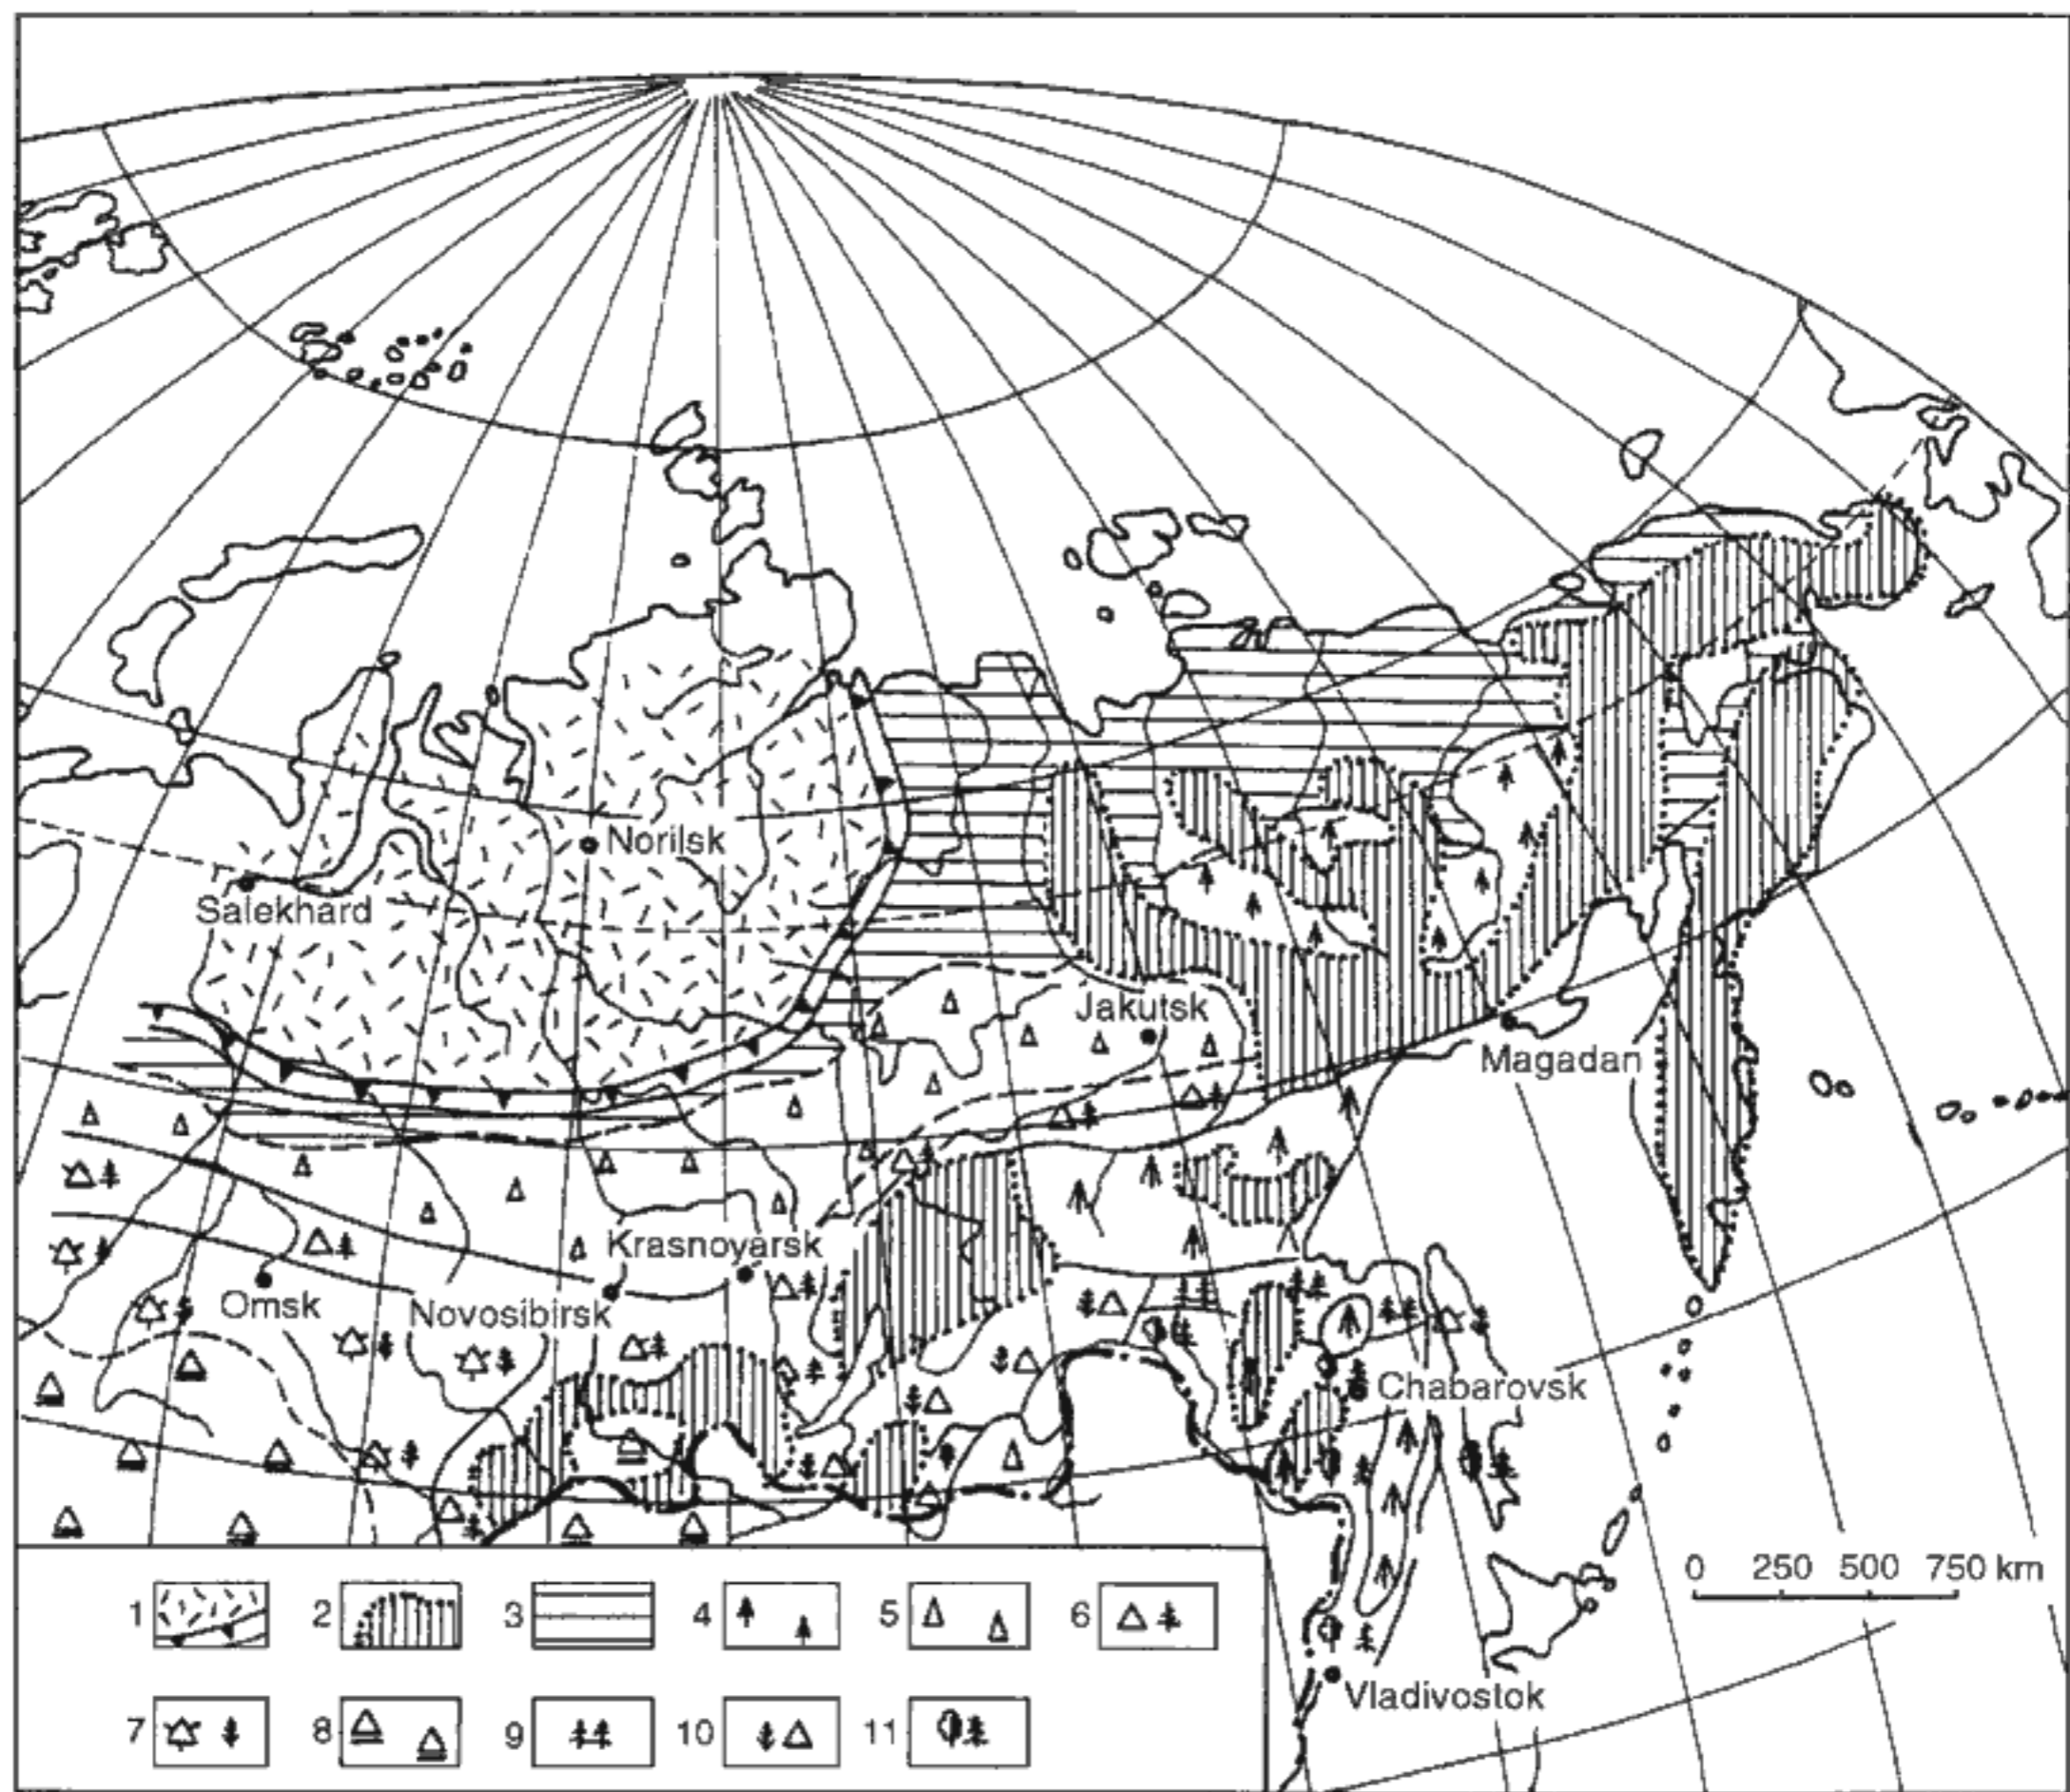 Norilsk
Salekhard
Jakutsk
Magadan
Krasnoyarsk
Omsk
Novosibirsk
Chabarovsk
0 250 500 750 km
1 2 3 4 5 6
Vladivostok
7 8 9 10 11